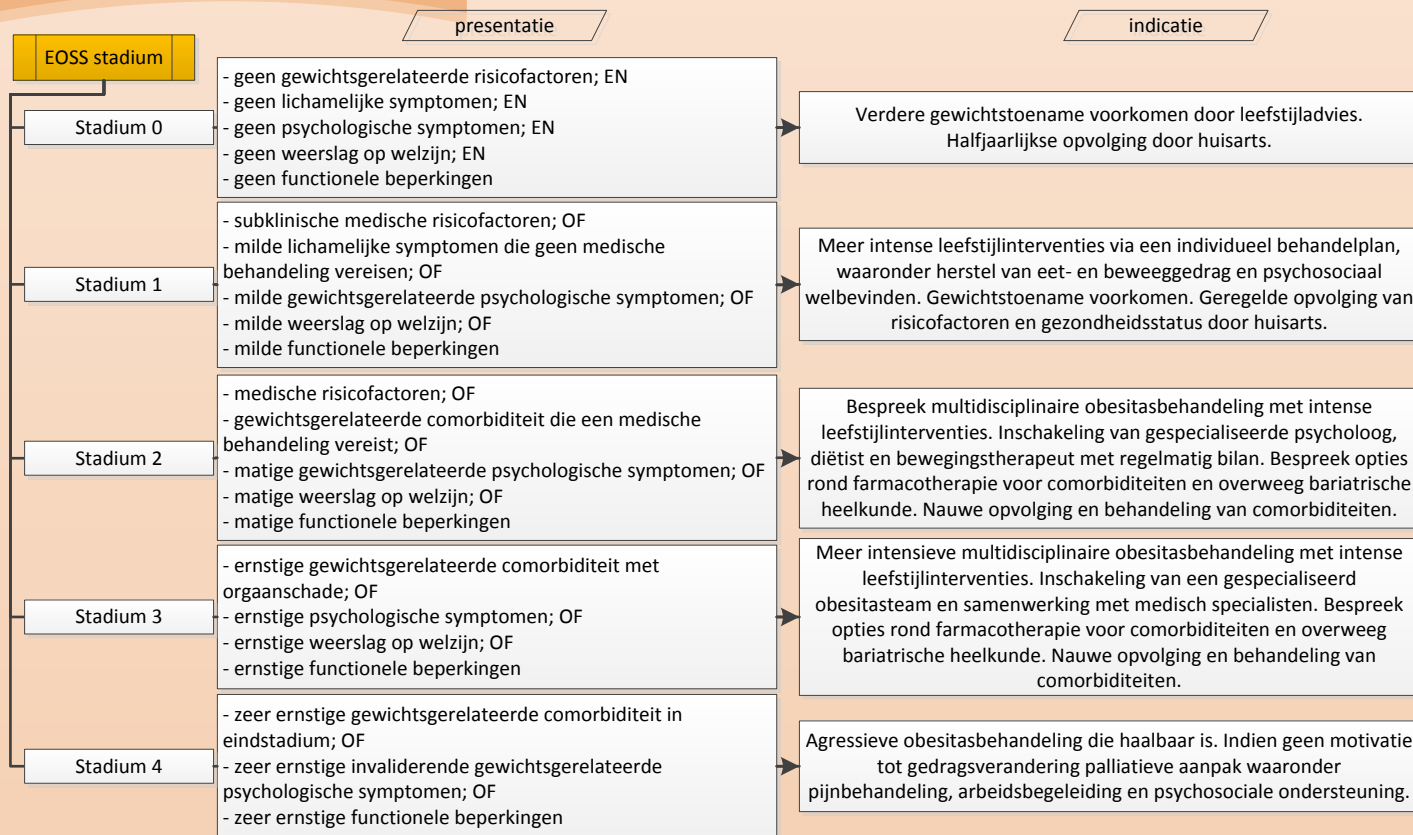 presentatie
indicatie
EOSS stadium
Stadium 0
- geen gewichtsgerelateerde risicofactoren; EN
- geen lichamelijke symptomen; EN
- geen psychologische symptomen; EN
- geen weerslag op welzijn; EN
- geen functionele beperkingen
Verdere gewichtstoename voorkomen door leefstijladvies.
Halfjaarlijkse opvolging door huisarts.
Stadium 1
- subklinische medische risicofactoren; OF
- milde lichamelijke symptomen die geen medische
behandeling vereisen; OF
- milde gewichtsgerelateerde psychologische symptomen; OF
- milde weerslag op welzijn; OF
- milde functionele beperkingen
Meer intense leefstijlinterventies via een individueel behandelplan,
waaronder herstel van eet- en beweeggedrag en psychosociaal
welbevinden. Gewichtstoename voorkomen. Geregelde opvolging van
risicofactoren en gezondheidsstatus door huisarts.
Stadium 2
- medische risicofactoren; OF
- gewichtsgerelateerde comorbiditeit die een medische
behandeling vereist; OF
- matige gewichtsgerelateerde psychologische symptomen; OF
- matige weerslag op welzijn; OF
- matige functionele beperkingen
Bespreek multidisciplinaire obesitasbehandeling met intense
leefstijlinterventies. Inschakeling van gespecialiseerde psycholoog,
diëtist en bewegingstherapeut met regelmatig bilan. Bespreek opties
rond farmacotherapie voor comorbiditeiten en overweeg bariatrische
heelkunde. Nauwe opvolging en behandeling van comorbiditeiten.
Stadium 3
- ernstige gewichtsgerelateerde comorbiditeit met
orgaanschade; OF
- ernstige psychologische symptomen; OF
- ernstige weerslag op welzijn; OF
- ernstige functionele beperkingen
Meer intensieve multidisciplinaire obesitasbehandeling met intense
leefstijlinterventies. Inschakeling van een gespecialiseerd
obesitasteam en samenwerking met medisch specialisten. Bespreek
opties rond farmacotherapie voor comorbiditeiten en overweeg
bariatrische heelkunde. Nauwe opvolging en behandeling van
comorbiditeiten.
Stadium 4
- zeer ernstige gewichtsgerelateerde comorbiditeit in
eindstadium; OF
- zeer ernstige invaliderende gewichtsgerelateerde
psychologische symptomen; OF
- zeer ernstige functionele beperkingen
Agressieve obesitasbehandeling die haalbaar is. Indien geen motivatie
tot gedragsverandering palliatieve aanpak waaronder
pijnbehandeling, arbeidsbegeleiding en psychosociale ondersteuning.